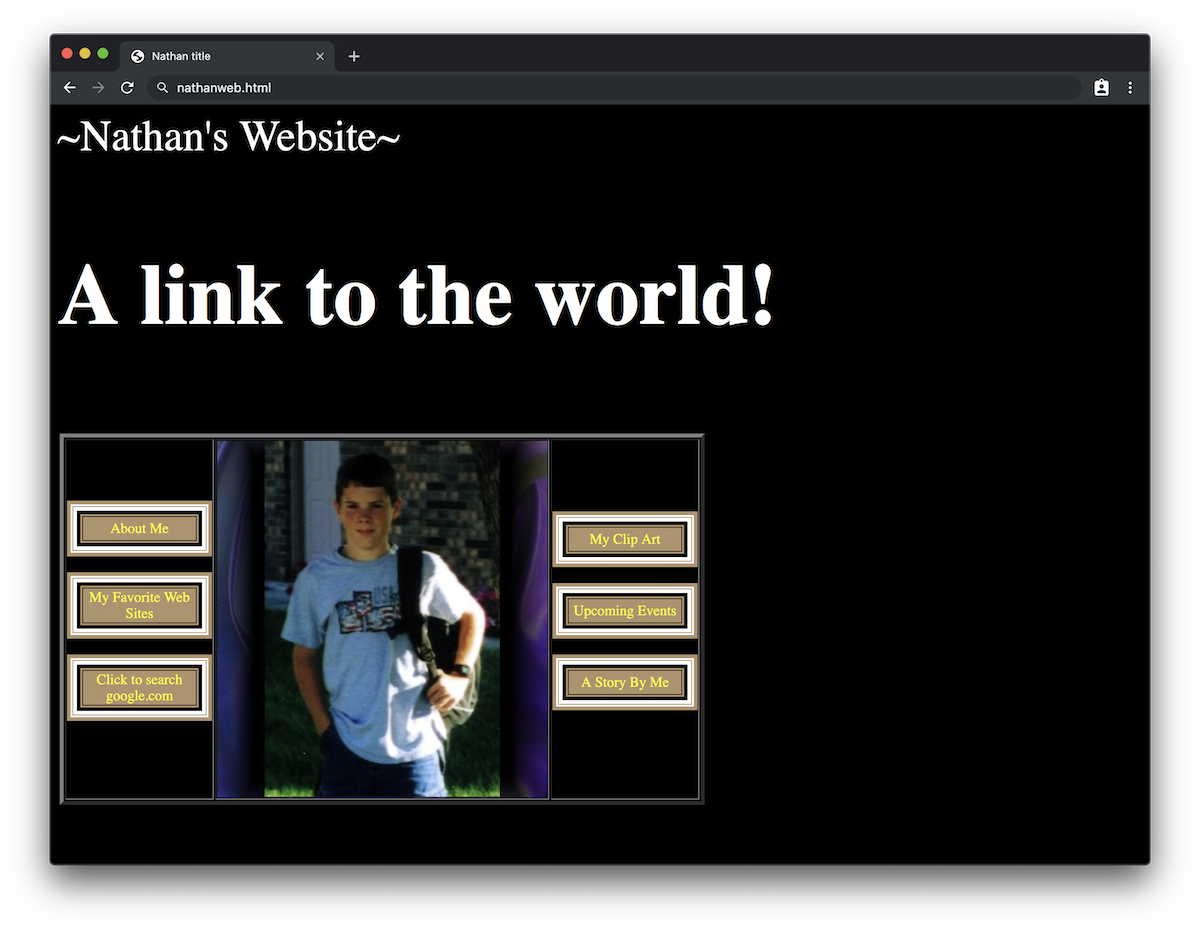 Nathan title
nathanweb.html
~Nathan's Website~
A link to the world!
About Me
My Favorite Web
Sites
Click to search
google.com
My Clip Art
Upcoming Events
A Story By Me
USA